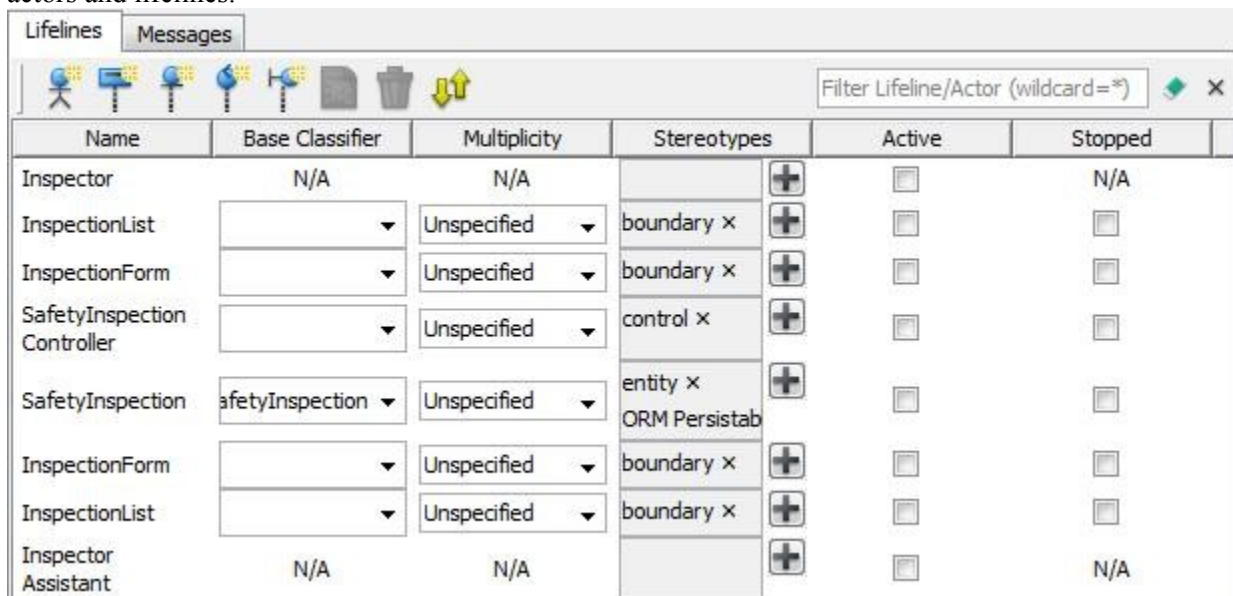 actors and lifelines.
Lifelines Messages
Filter Lifeline/Actor (wildcard=*)
Name Base Classifier Multiplicity Stereotypes Active Stopped
Inspector N/A N/A N/A
InspectionList Unspecified boundary ×
InspectionForm Unspecified boundary ×
SafetyInspection
Controller Unspecified control ×
SafetyInspection afetyInspection Unspecified entity ×
ORM Persistab
InspectionForm Unspecified boundary ×
InspectionList Unspecified boundary ×
Inspector
Assistant N/A N/A N/A